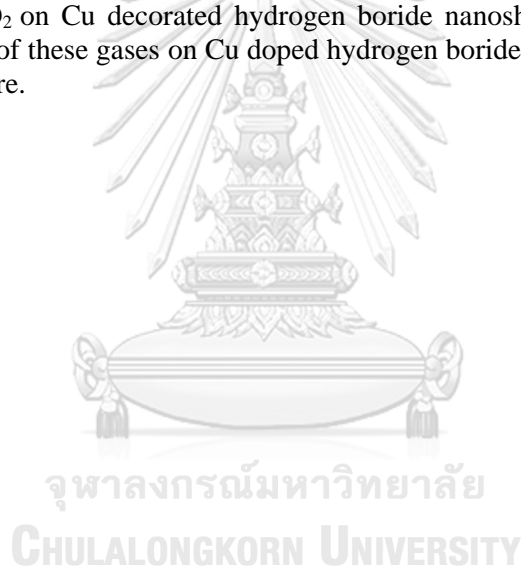 O₂ on Cu decorated hydrogen boride nanosh
of these gases on Cu doped hydrogen boride
re.
จุฬาลงกรณ์มหาวิทยาลัย
CHULALONGKORN UNIVERSITY